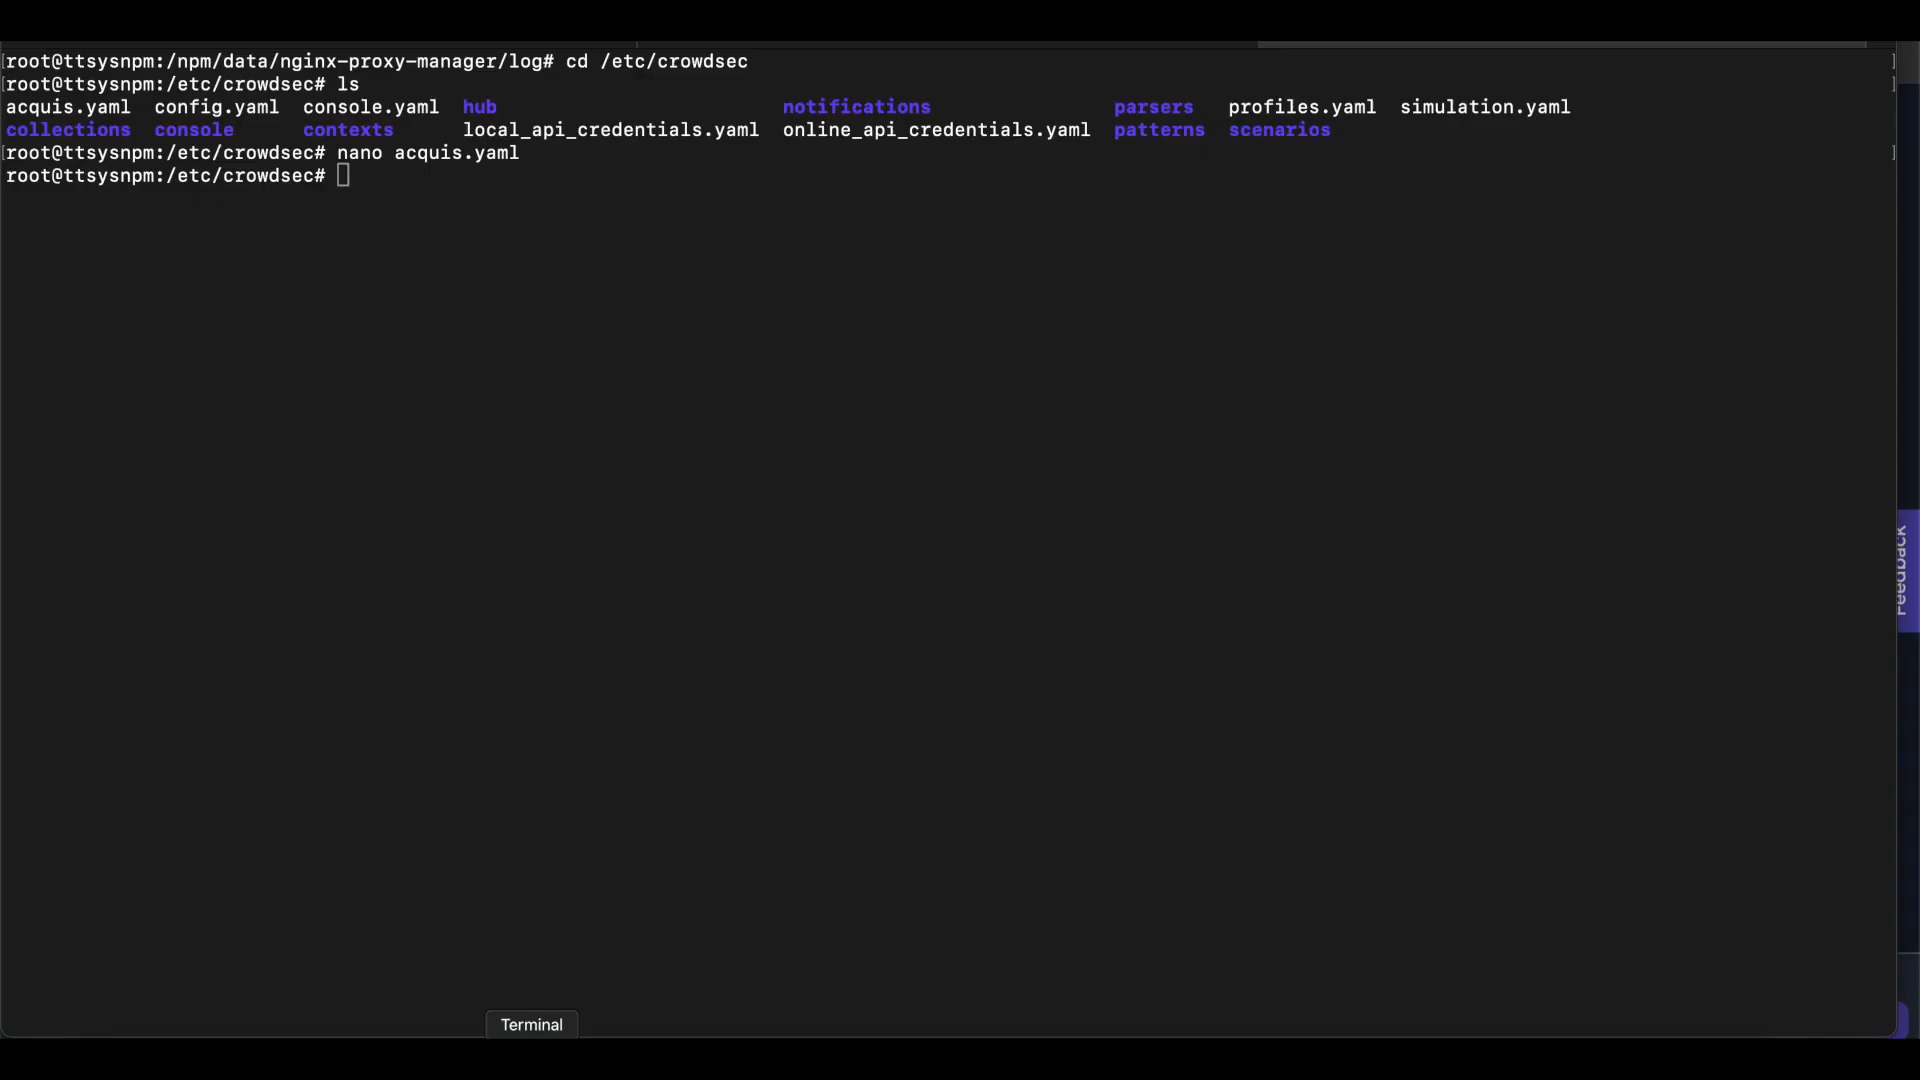 [root@ttsysnpm:/npm/data/nginx-proxy-manager/log# cd /etc/crowdsec ]
[root@ttsysnpm:/etc/crowdsec# ls ]
acquis.yaml config.yaml console.yaml hub notifications parsers profiles.yaml simulation.yaml
collections console contexts local_api_credentials.yaml online_api_credentials.yaml patterns scenarios
[root@ttsysnpm:/etc/crowdsec# nano acquis.yaml ]
root@ttsysnpm:/etc/crowdsec#
Feedback
Terminal